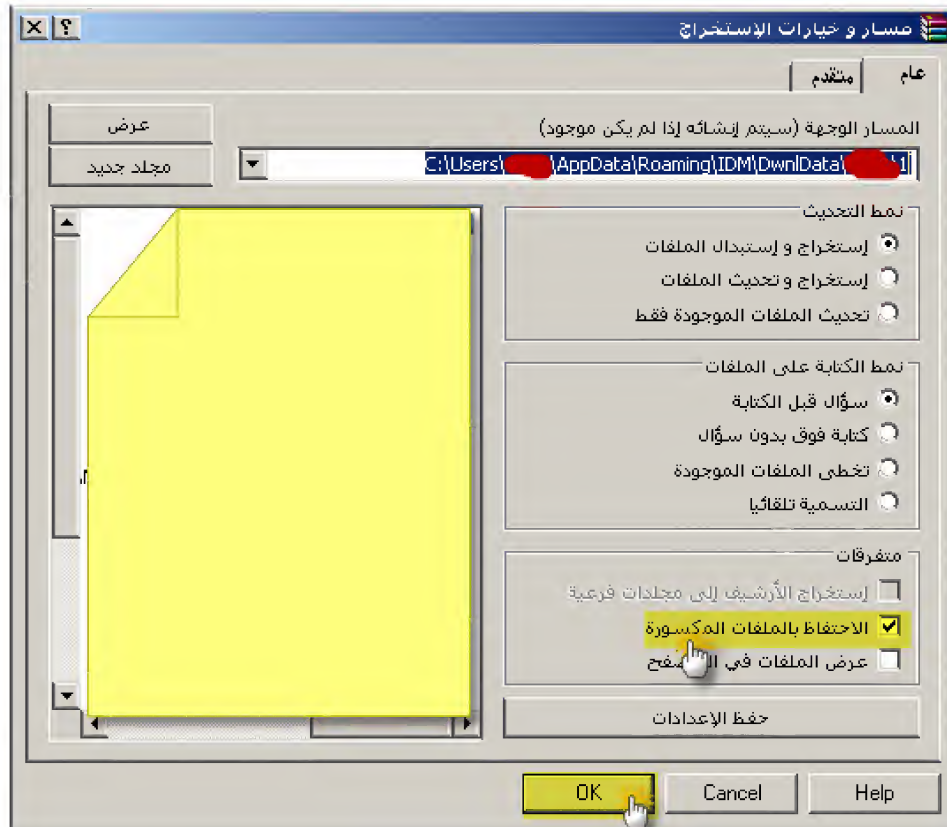 مسار و خيارات الإستخراج
عام
متقدم
المسار الوجهة (سيتم إنشائه إذا لم يكن موجود)
عرض
C:\Users\ \AppData\Roaming\IDM\DwnlData\ \1
مجلد جديد
نمط التحديث
إستخراج و إستبدال الملفات
إستخراج و تحديث الملفات
تحديث الملفات الموجودة فقط
نمط الكتابة على الملفات
سؤال قبل الكتابة
كتابة فوق بدون سؤال
تخطى الملفات الموجودة
التسمية تلقائيا
متفرقات
إستخراج الأرشيف إلى مجلدات فرعية
الاحتفاظ بالملفات المكسورة
عرض الملفات في
حفظ الإعدادات
OK
Cancel
Help